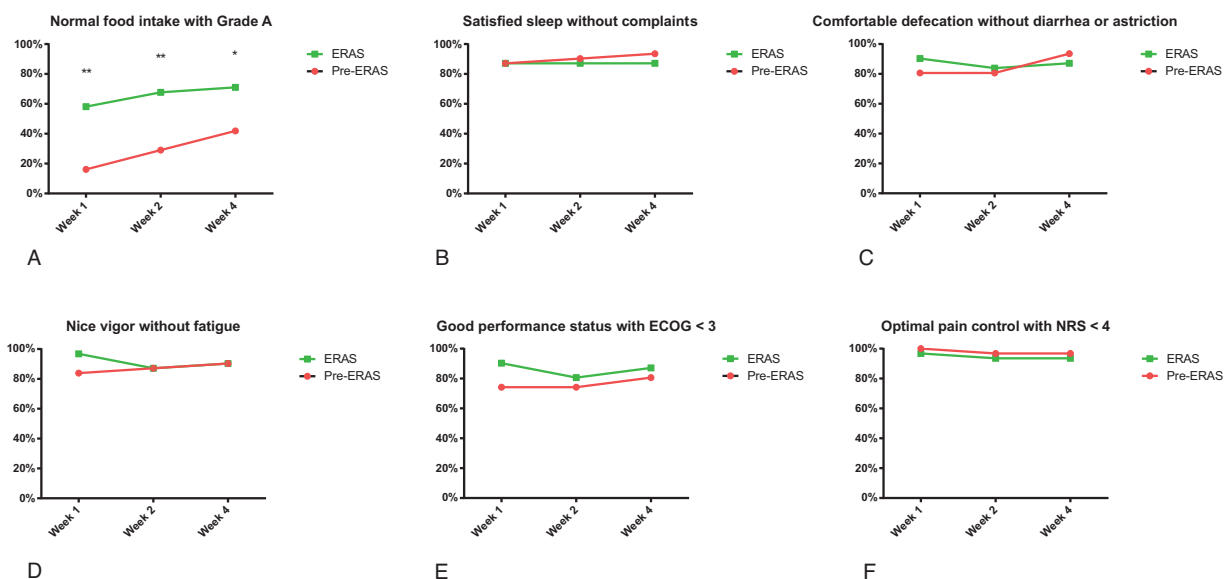 Normal food intake with Grade A
100%
80%
60%
40%
20%
0%
** ** *
ERAS
Pre-ERAS
Week 1 Week 2 Week 4
A
Satisfied sleep without complaints
100%
80%
60%
40%
20%
0%
ERAS
Pre-ERAS
Week 1 Week 2 Week 4
B
Comfortable defecation without diarrhea or astriction
100%
80%
60%
40%
20%
0%
ERAS
Pre-ERAS
Week 1 Week 2 Week 4
C
Nice vigor without fatigue
100%
80%
60%
40%
20%
0%
ERAS
Pre-ERAS
Week 1 Week 2 Week 4
D
Good performance status with ECOG < 3
100%
80%
60%
40%
20%
0%
ERAS
Pre-ERAS
Week 1 Week 2 Week 4
E
Optimal pain control with NRS < 4
100%
80%
60%
40%
20%
0%
ERAS
Pre-ERAS
Week 1 Week 2 Week 4
F